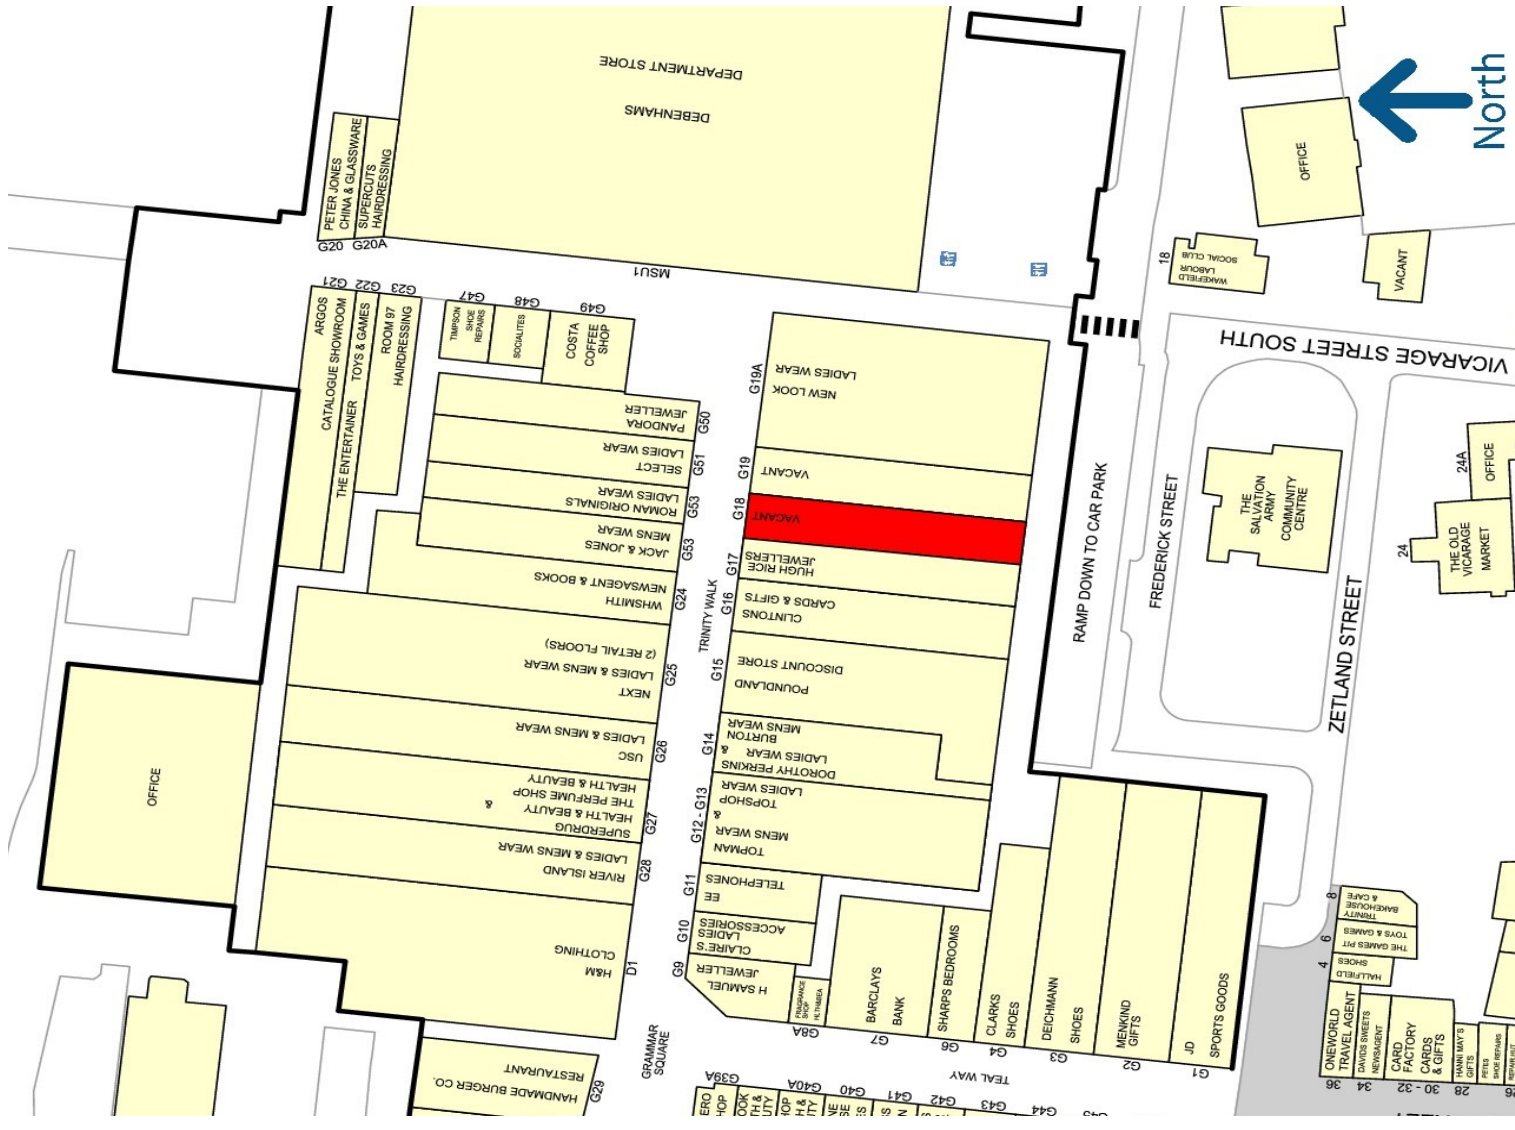 North
DEPARTMENT STORE
DEBENHAMS
PETER JONES
CHINA & GLASSWARE
SUPERCUTS
HAIRDRESSING
G20
G20A
MSU1
OFFICE
18
WAKEFIELD
LABOUR
SOCIAL CLUB
VACANT
VICARAGE STREET SOUTH
G21
G22
G23
ARGOS
CATALOGUE SHOWROOM
THE ENTERTAINER TOYS & GAMES
ROOM 97
HAIRDRESSING
G47
G48
G49
TIMPSON
SHOE
REPAIRS
SOCIALITES
COSTA
COFFEE
SHOP
PANDORA
JEWELLER
G50
SELECT
LADIES WEAR
G51
ROMAN ORIGINALS
LADIES WEAR
G53
JACK & JONES
MENS WEAR
G53
WHSMITH
NEWSAGENT & BOOKS
G24
NEXT
LADIES & MENS WEAR
(2 RETAIL FLOORS)
G25
USC
LADIES & MENS WEAR
G26
SUPERDRUG
HEALTH & BEAUTY
&
THE PERFUME SHOP
HEALTH & BEAUTY
G27
RIVER ISLAND
LADIES & MENS WEAR
G28
H&M
CLOTHING
D1
OFFICE
HANDMADE BURGER CO.
RESTAURANT
G29
GRAMMAR
SQUARE
TRINITY WALK
G19A
NEW LOOK
LADIES WEAR
G19
VACANT
G18
VACANT
G17
HUGH RICE
JEWELLERS
G16
CLINTONS
CARDS & GIFTS
G15
POUNDLAND
DISCOUNT STORE
G14
DOROTHY PERKINS
LADIES WEAR &
BURTON
MENS WEAR
G12 - G13
TOPMAN
MENS WEAR
&
TOPSHOP
LADIES WEAR
G11
EE
TELEPHONES
G10
CLAIRE'S
LADIES
ACCESSORIES
G9
H SAMUEL
JEWELLER
FRAGRANCE
SHOP
G8A
BARCLAYS
BANK
G7
SHARPS BEDROOMS
G6
CLARKS
SHOES
G4
DEICHMANN
SHOES
G3
MENKIND
GIFTS
G2
JD
SPORTS GOODS
G1
TEAL WAY
G39A
G40A
G40
G41
G42
G43
G44
RAMP DOWN TO CAR PARK
FREDERICK STREET
THE
SALVATION
ARMY
COMMUNITY
CENTRE
ZETLAND STREET
24A
OFFICE
24
THE OLD
VICARAGE
MARKET
8
TRINITY
BAKEHOUSE
& CAFE
6
THE GAMES PIT
TOYS & GAMES
4
HALLFIELD
SHOES
ONEWORLD
TRAVEL AGENT
36
DAVIDS SWEETS
NEWSAGENT
34
CARD
FACTORY
CARDS
& GIFTS
30 - 32
HANNI MAY'S
GIFTS
28
SHOE REPAIRS